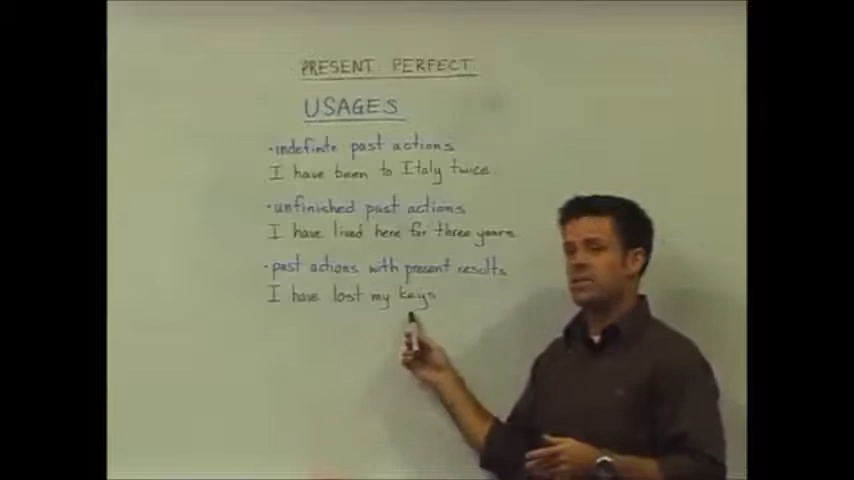 PRESENT PERFECT
USAGES
·indefinite past actions
I have been to Italy twice.
·unfinished past actions
I have lived here for three years.
·past actions with present results
I have lost my keys